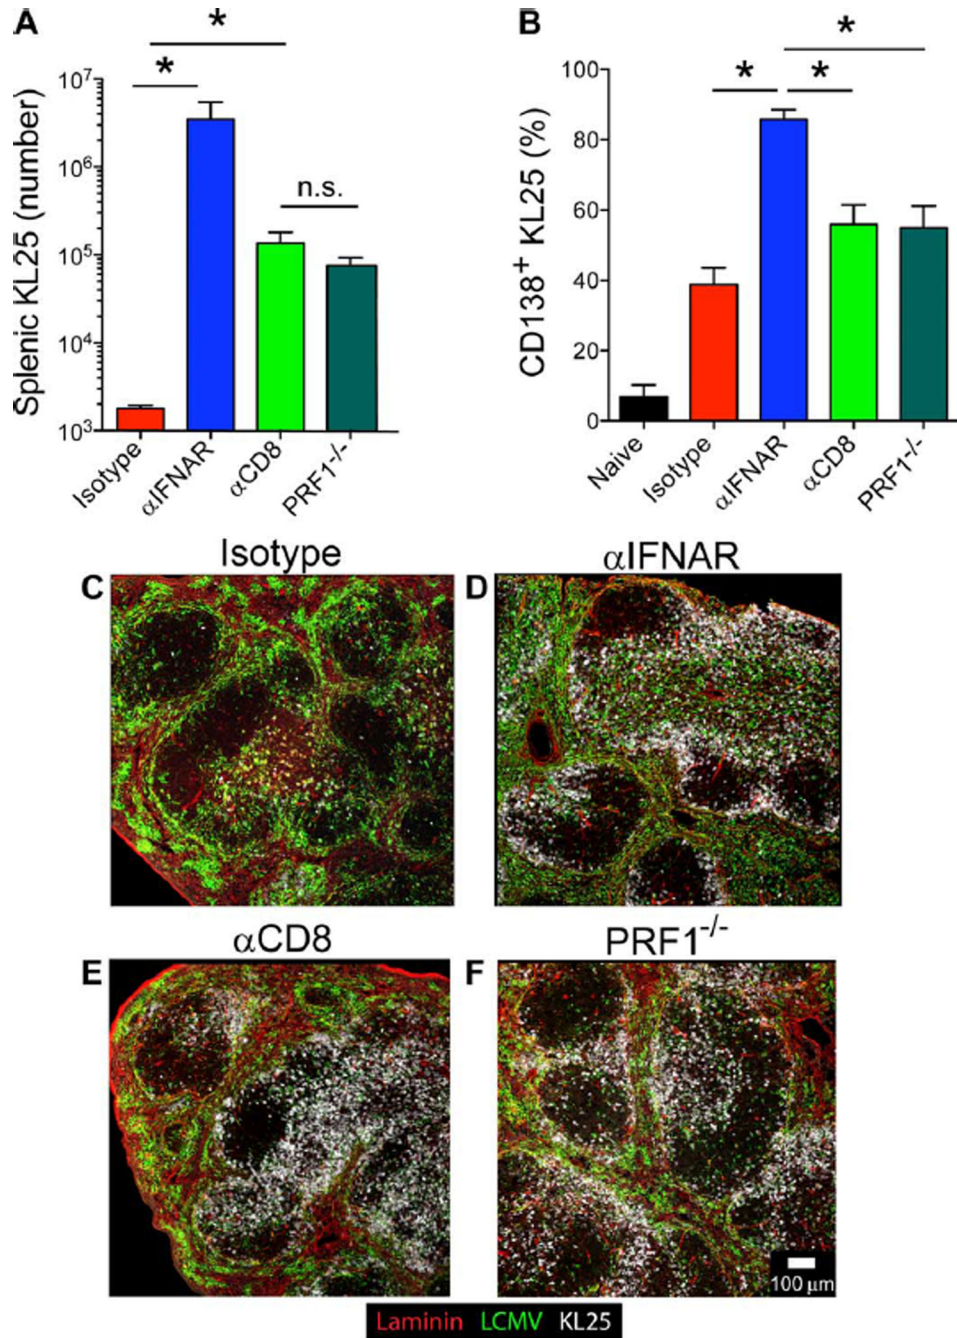 A
B
*
*
n.s.
Splenic KL25 (number)
10⁷
10⁶
10⁵
10⁴
10³
Isotype
αIFNAR
αCD8
PRF1⁻/⁻
*
*
*
CD138⁺ KL25 (%)
100
80
60
40
20
0
Naive
Isotype
αIFNAR
αCD8
PRF1⁻/⁻
Isotype
αIFNAR
C
D
αCD8
PRF1⁻/⁻
E
F
100 μm
Laminin LCMV KL25